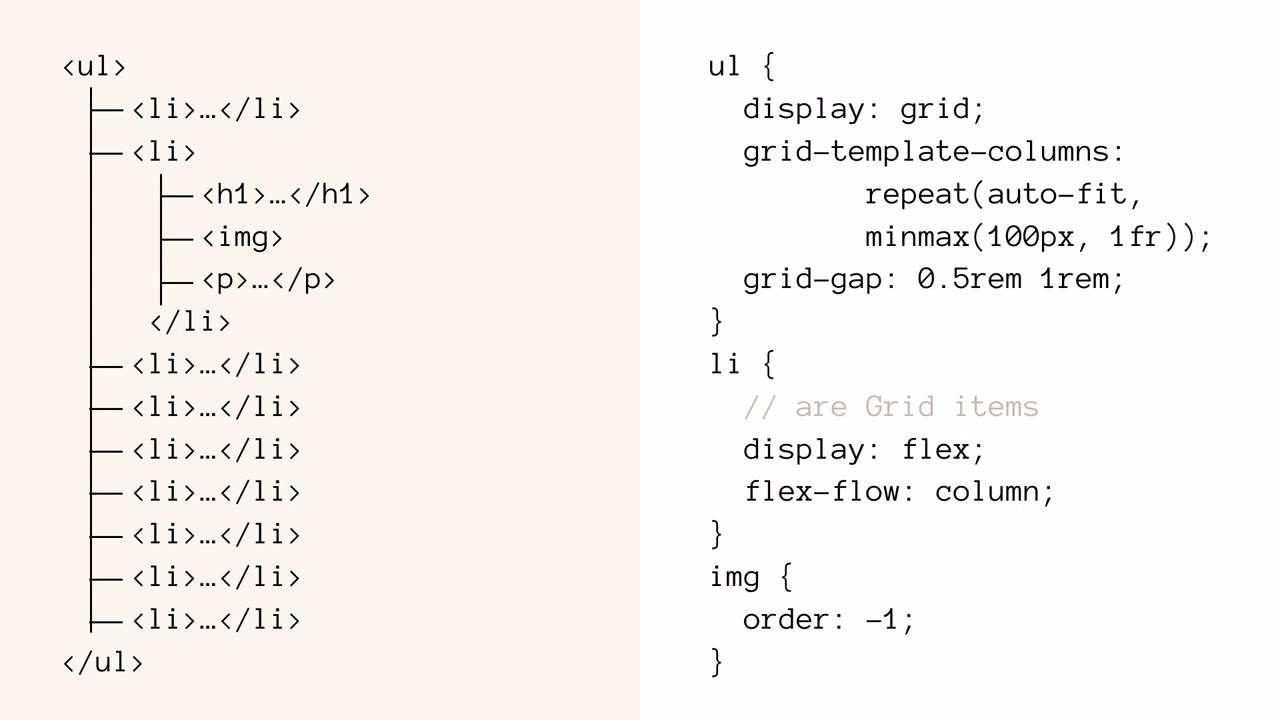 <ul>
<li>…</li>
<li>
<h1>…</h1>
<img>
<p>…</p>
</li>
<li>…</li>
<li>…</li>
<li>…</li>
<li>…</li>
<li>…</li>
<li>…</li>
<li>…</li>
</ul>
ul {
display: grid;
grid-template-columns:
repeat(auto-fit,
minmax(100px, 1fr));
grid-gap: 0.5rem 1rem;
}
li {
// are Grid items
display: flex;
flex-flow: column;
}
img {
order: -1;
}